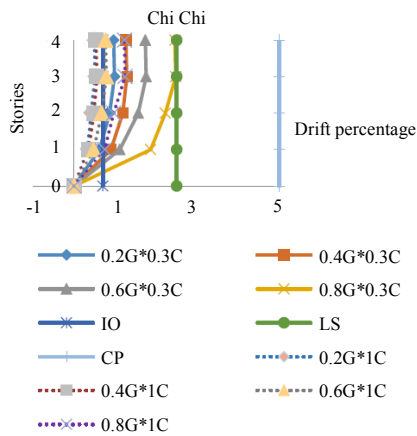 Chi Chi
4
3
2
1
0
Stories
Drift percentage
-1 1 3 5
0.2G*0.3C 0.4G*0.3C
0.6G*0.3C 0.8G*0.3C
IO LS
CP 0.2G*1C
0.4G*1C 0.6G*1C
0.8G*1C